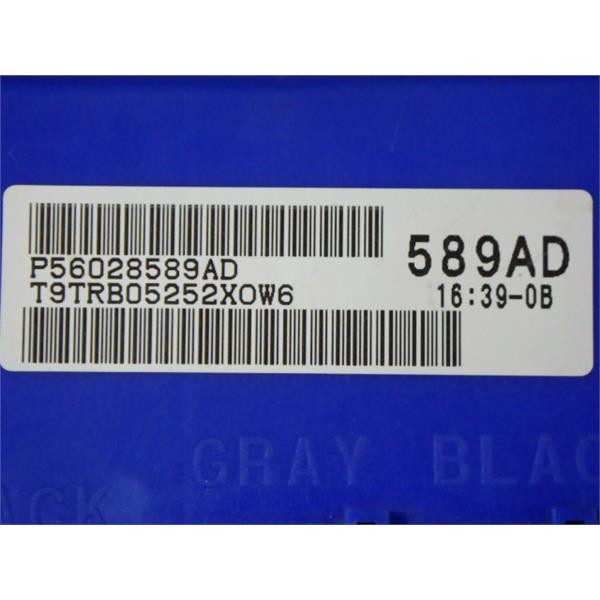 P56028589AD
T9TRB05252X0W6
589AD
16:39-0B
GRAY BLAC
ACK